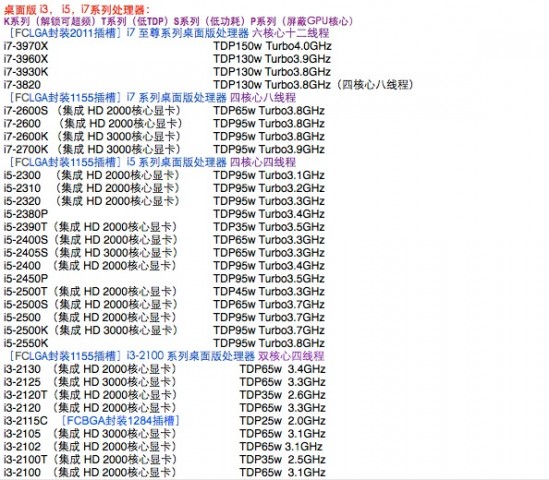 桌面版 i3, i5, i7系列处理器:
K系列（解锁可超频）T系列（低TDP）S系列（低功耗）P系列（屏蔽GPU核心）
[FCLGA封装2011插槽] i7 至尊系列桌面版处理器 六核心十二线程
i7-3970X TDP150w Turbo4.0GHz
i7-3960X TDP130w Turbo3.9GHz
i7-3930K TDP130w Turbo3.8GHz
i7-3820 TDP130w Turbo3.8GHz（四核心八线程）
[FCLGA封装1155插槽] i7 系列桌面版处理器 四核心八线程
i7-2600S（集成 HD 2000核心显卡） TDP65w Turbo3.8GHz
i7-2600 （集成 HD 2000核心显卡） TDP95w Turbo3.8GHz
i7-2600K（集成 HD 3000核心显卡） TDP95w Turbo3.8GHz
i7-2700K（集成 HD 3000核心显卡） TDP95w Turbo3.9GHz
[FCLGA封装1155插槽] i5 系列桌面版处理器 四核心四线程
i5-2300 （集成 HD 2000核心显卡） TDP95w Turbo3.1GHz
i5-2310 （集成 HD 2000核心显卡） TDP95w Turbo3.2GHz
i5-2320 （集成 HD 2000核心显卡） TDP95w Turbo3.3GHz
i5-2380P TDP95w Turbo3.4GHz
i5-2390T（集成 HD 2000核心显卡） TDP35w Turbo3.5GHz
i5-2400S（集成 HD 2000核心显卡） TDP65w Turbo3.3GHz
i5-2405S（集成 HD 3000核心显卡） TDP65w Turbo3.3GHz
i5-2400 （集成 HD 2000核心显卡） TDP95w Turbo3.4GHz
i5-2450P TDP95w Turbo3.5GHz
i5-2500T（集成 HD 2000核心显卡） TDP45w Turbo3.3GHz
i5-2500S（集成 HD 2000核心显卡） TDP65w Turbo3.7GHz
i5-2500 （集成 HD 2000核心显卡） TDP95w Turbo3.7GHz
i5-2500K（集成 HD 3000核心显卡） TDP95w Turbo3.7GHz
i5-2550K TDP95w Turbo3.8GHz
[FCLGA封装1155插槽] i3-2100 系列桌面版处理器 双核心四线程
i3-2130 （集成 HD 2000核心显卡） TDP65w 3.4GHz
i3-2125 （集成 HD 3000核心显卡） TDP65w 3.3GHz
i3-2120T（集成 HD 2000核心显卡） TDP35w 2.6GHz
i3-2120 （集成 HD 2000核心显卡） TDP65w 3.3GHz
i3-2115C [FCBGA封装1284插槽] TDP25w 2.0GHz
i3-2105 （集成 HD 3000核心显卡） TDP65w 3.1GHz
i3-2102 （集成 HD 2000核心显卡） TDP65w 3.1GHz
i3-2100T（集成 HD 2000核心显卡） TDP35w 2.5GHz
i3-2100 （集成 HD 2000核心显卡） TDP65w 3.1GHz